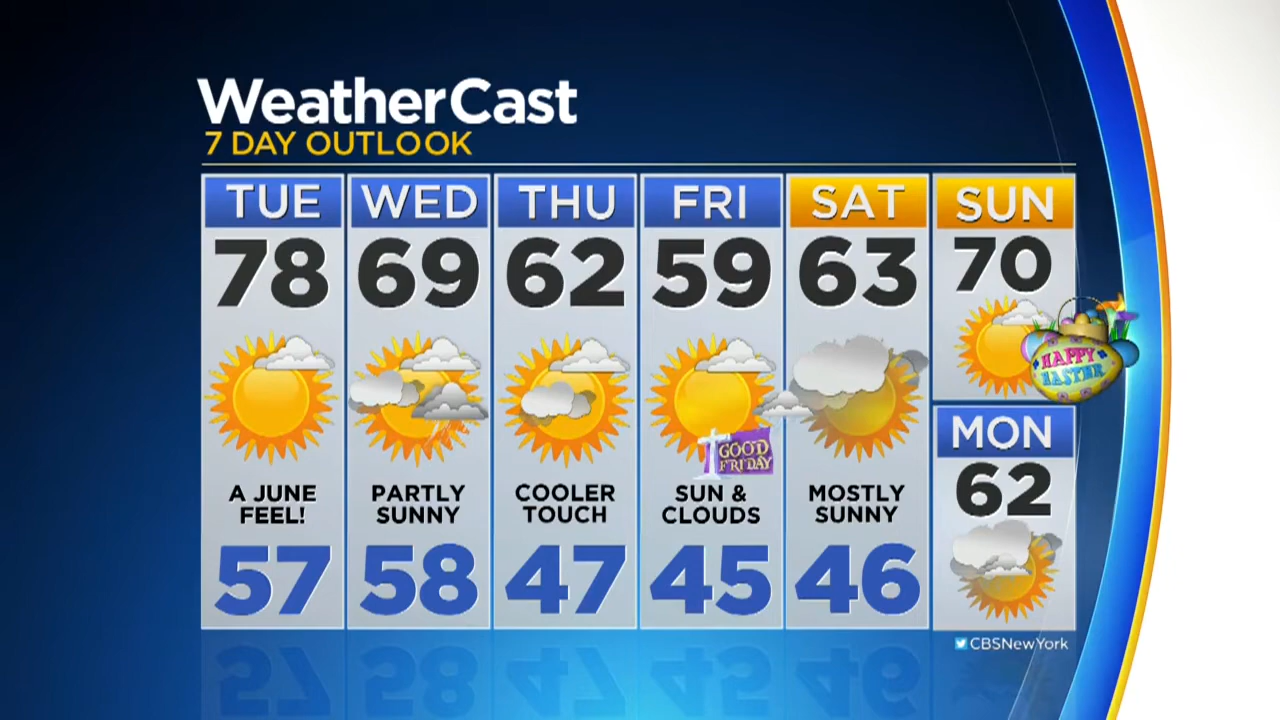 WeatherCast
7 DAY OUTLOOK
TUE
78
A JUNE
FEEL!
57
WED
69
PARTLY
SUNNY
58
THU
62
COOLER
TOUCH
47
FRI
59
GOOD
FRIDAY
SUN &
CLOUDS
45
SAT
63
MOSTLY
SUNNY
46
SUN
70
HAPPY
EASTER
MON
62
CBSNewYork